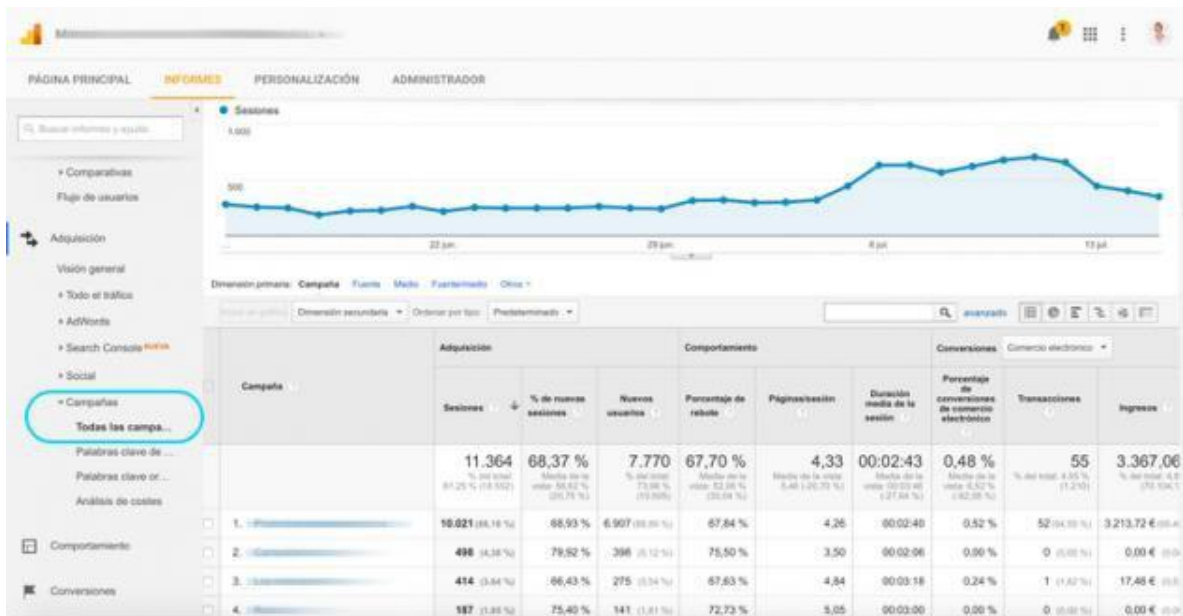 PÁGINA PRINCIPAL INFORMES PERSONALIZACIÓN ADMINISTRADOR
Buscar informes y ayuda
Sesiones
1.000
500
22 jun.
29 jun.
6 jul.
13 jul.
Comparativas
Flujo de usuarios
Adquisición
Visión general
Todo el tráfico
AdWords
Search Console NUEVA
Social
Campañas
Todas las campa...
Palabras clave de ...
Palabras clave or...
Análisis de costes
Comportamiento
Conversiones
Dimensión primaria: Campaña Fuente Medio Fuente/medio Otros
Dimensión secundaria Ordenar por tipo: Predeterminado
avanzado
Campaña
Adquisición Comportamiento Conversiones Comercio electrónico
Sesiones
% de nuevas sesiones
Nuevos usuarios
Porcentaje de rebote
Páginas/sesión
Duración media de la sesión
Porcentaje de conversiones de comercio electrónico
Transacciones
Ingresos
11.364 68,37 % 7.770 67,70 % 4,33 00:02:43 0,48 % 55 3.367,06
1. 10.021 68,93 % 6.907 67,84 % 4,26 00:02:40 0,52 % 52 3.213,72 €
2. 498 (4,38 %) 79,92 % 398 75,50 % 3,50 00:02:06 0,00 % 0 0,00 €
3. 414 (3,64 %) 66,43 % 275 67,63 % 4,84 00:03:18 0,24 % 1 17,46 €
4. 187 75,40 % 141 72,73 % 5,05 00:03:00 0,00 % 0 0,00 €